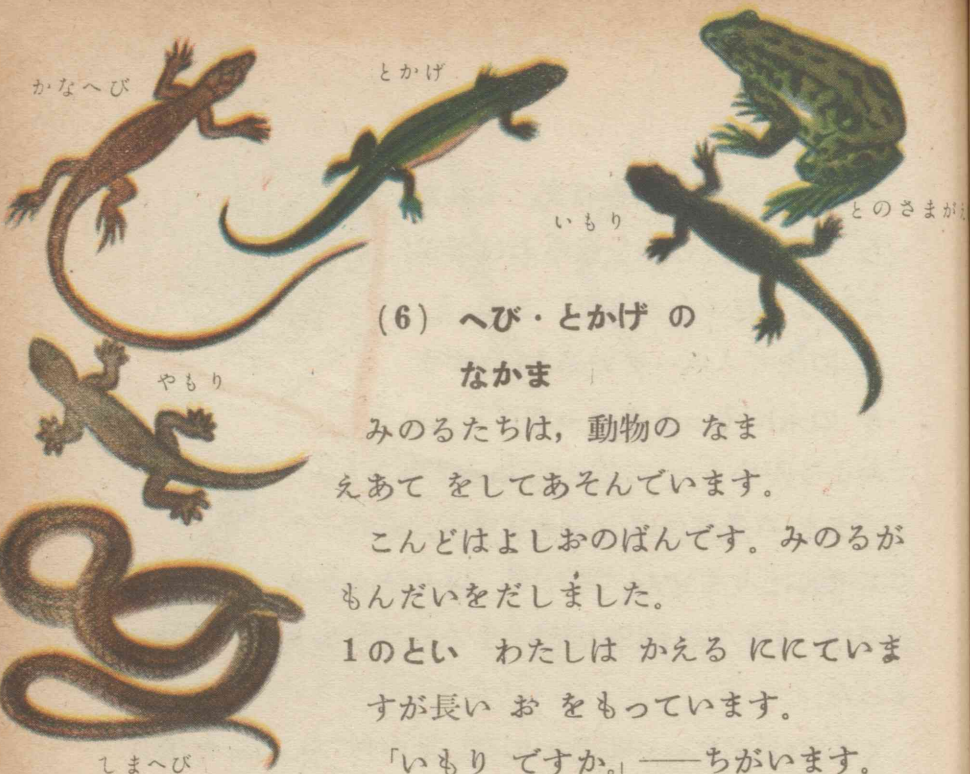 かなへび
とかげ
いもり
とのさまが
(6) へび・とかげ の
なかま
やもり
みのるたちは，動物の なま
えあて をしてあそんでいます。
こんどはよしおのばんです。みのるが
もんだいをだしました。
1のとい わたしは かえる ににていま
すが長い お をもっています。
「いもり ですか。」――ちがいます。
しまへび